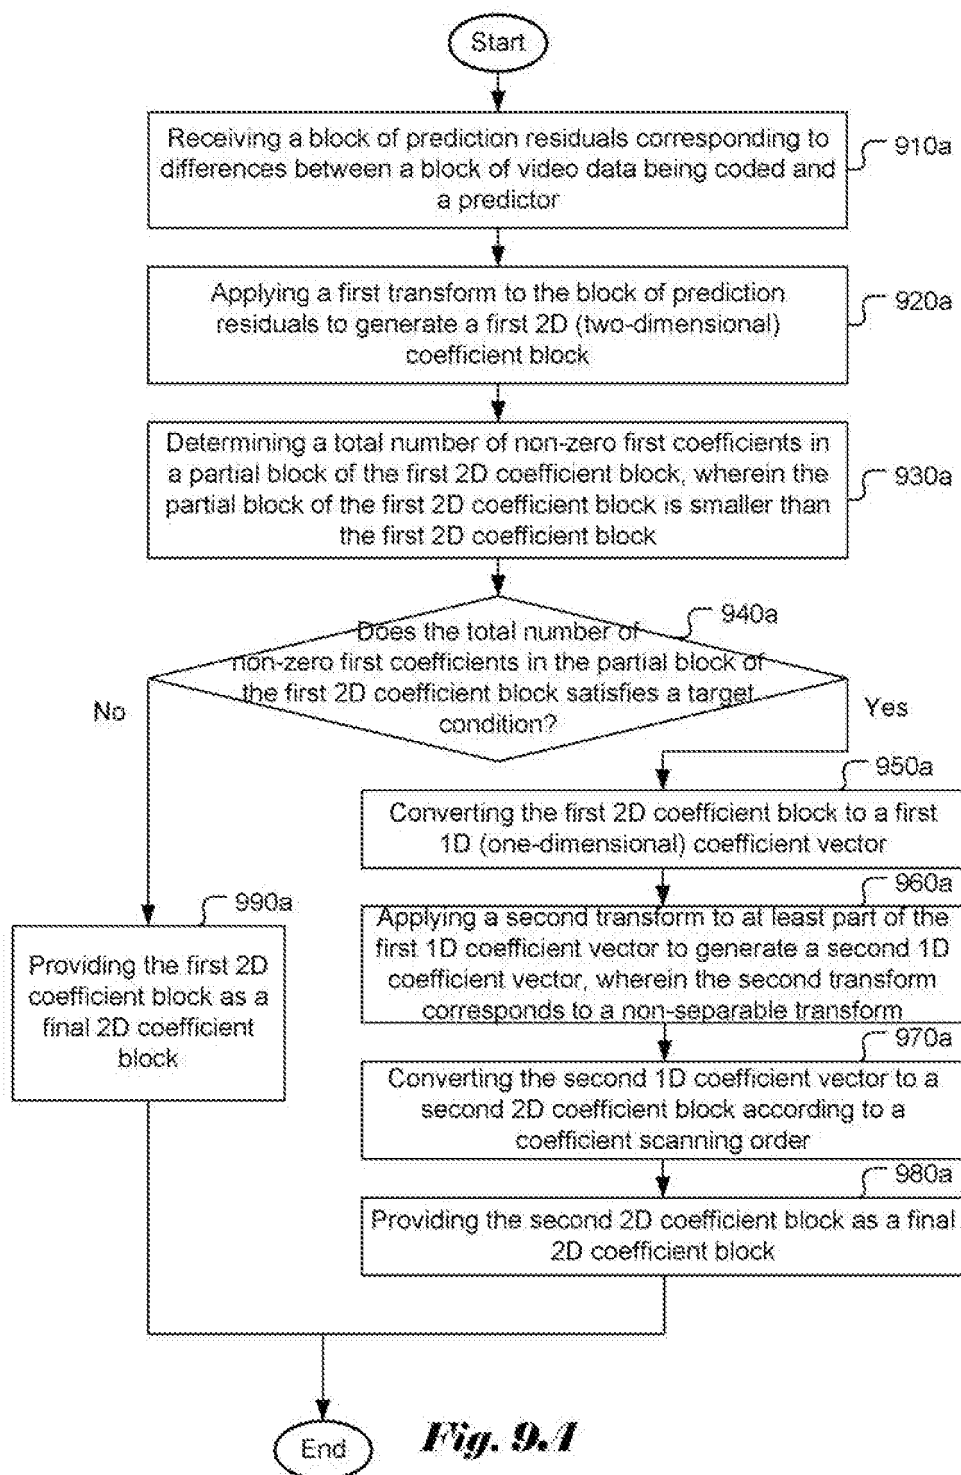 Start
Receiving a block of prediction residuals corresponding to
differences between a block of video data being coded and
a predictor
910a
Applying a first transform to the block of prediction
residuals to generate a first 2D (two-dimensional)
coefficient block
920a
Determining a total number of non-zero first coefficients in
a partial block of the first 2D coefficient block, wherein the
partial block of the first 2D coefficient block is smaller than
the first 2D coefficient block
930a
940a
Does the total number of
non-zero first coefficients in the partial block of
the first 2D coefficient block satisfies a target
condition?
No
Yes
950a
Converting the first 2D coefficient block to a first
1D (one-dimensional) coefficient vector
960a
Applying a second transform to at least part of the
first 1D coefficient vector to generate a second 1D
coefficient vector, wherein the second transform
corresponds to a non-separable transform
970a
Converting the second 1D coefficient vector to a
second 2D coefficient block according to a
coefficient scanning order
980a
Providing the second 2D coefficient block as a final
2D coefficient block
990a
Providing the first 2D
coefficient block as a
final 2D coefficient
block
End
Fig. 9A